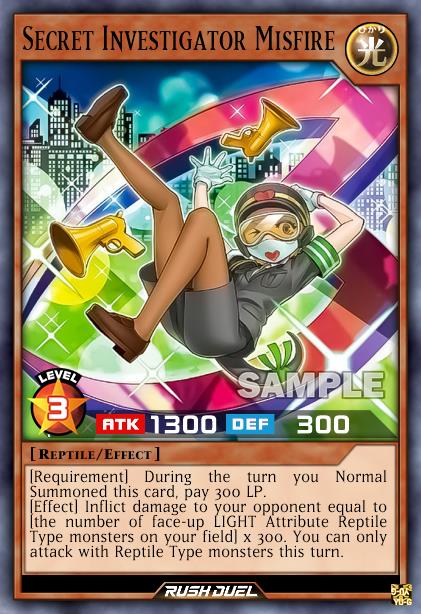 SECRET INVESTIGATOR MISFIRE
ひかり
光
SAMPLE
LEVEL
3
ATK 1300 DEF 300
[REPTILE/EFFECT]
[Requirement] During the turn you Normal
Summoned this card, pay 300 LP.
[Effect] Inflict damage to your opponent equal to
[the number of face-up LIGHT Attribute Reptile
Type monsters on your field] x 300. You can only
attack with Reptile Type monsters this turn.
RUSH DUEL